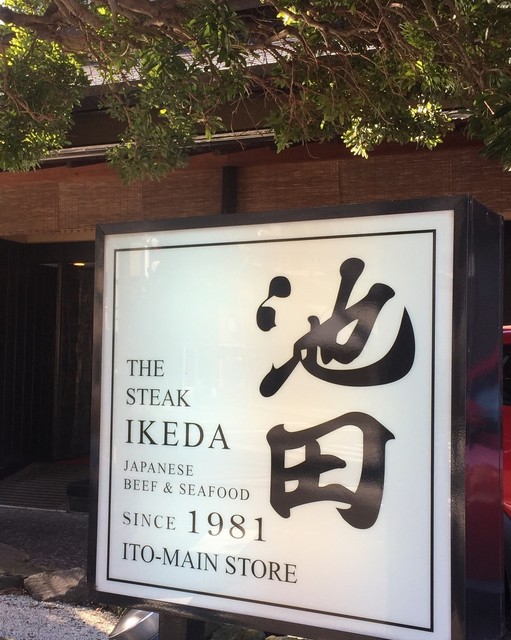 池田
THE
STEAK
IKEDA
JAPANESE
BEEF & SEAFOOD
SINCE 1981
ITO-MAIN STORE